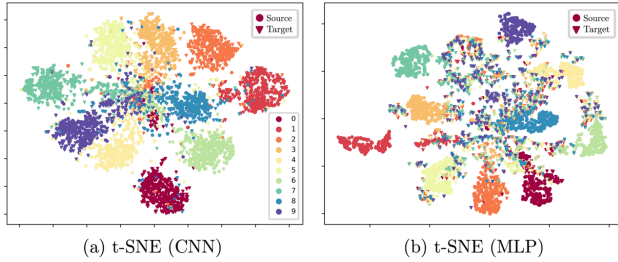 Source
Target
0
1
2
3
4
5
6
7
8
9
(a) t-SNE (CNN)
Source
Target
(b) t-SNE (MLP)